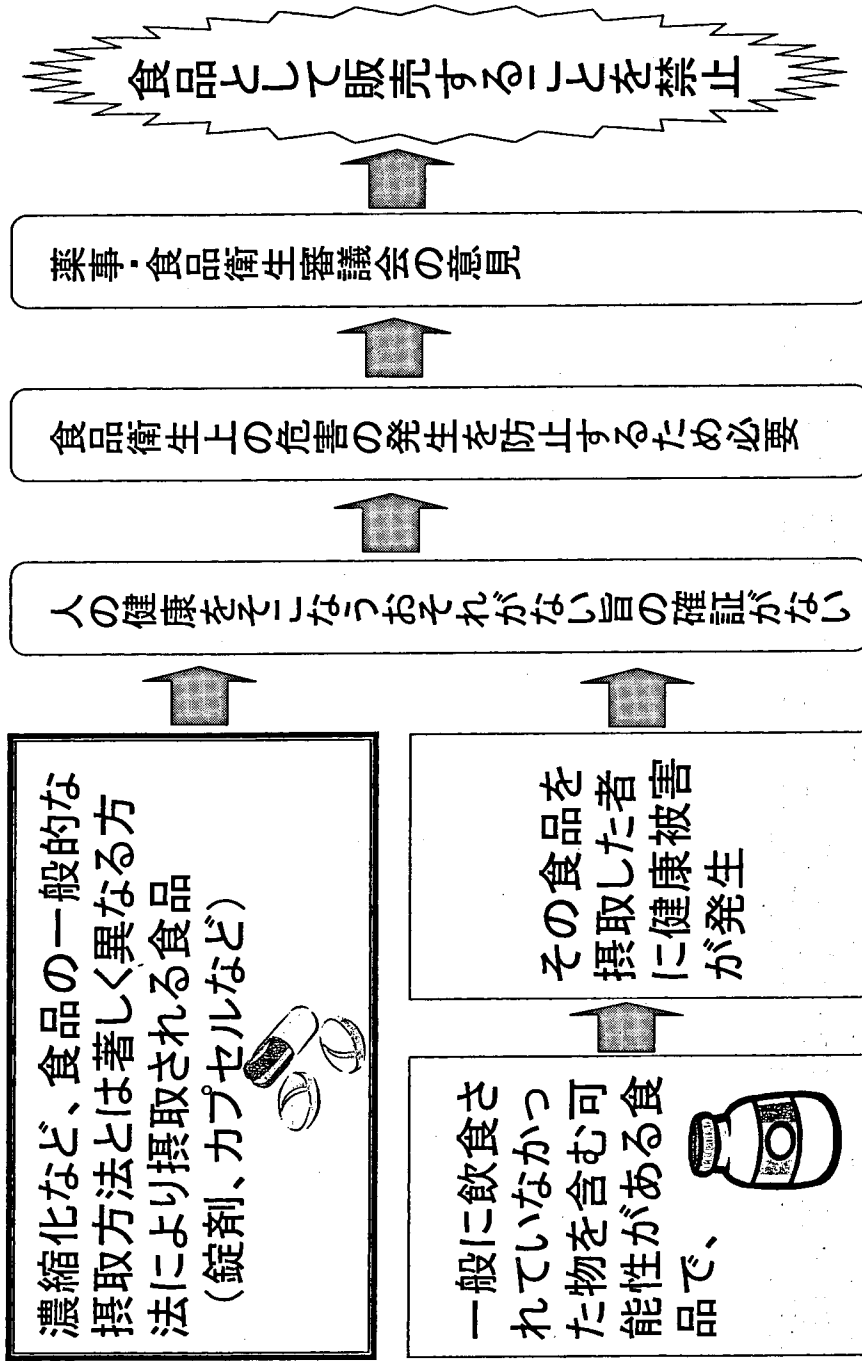 濃縮化など、食品の一般的な
摂取方法とは著しく異なる方
法により摂取される食品
（錠剤、カプセルなど）
一般に飲食さ
れていなかっ
た物を含む可
能性がある食
品で、
その食品を
摂取した者
に健康被害
が発生
人の健康をそこなうおそれがない旨の確証がない
食品衛生上の危害の発生を防止するため必要
薬事・食品衛生審議会の意見
食品として販売することを禁止